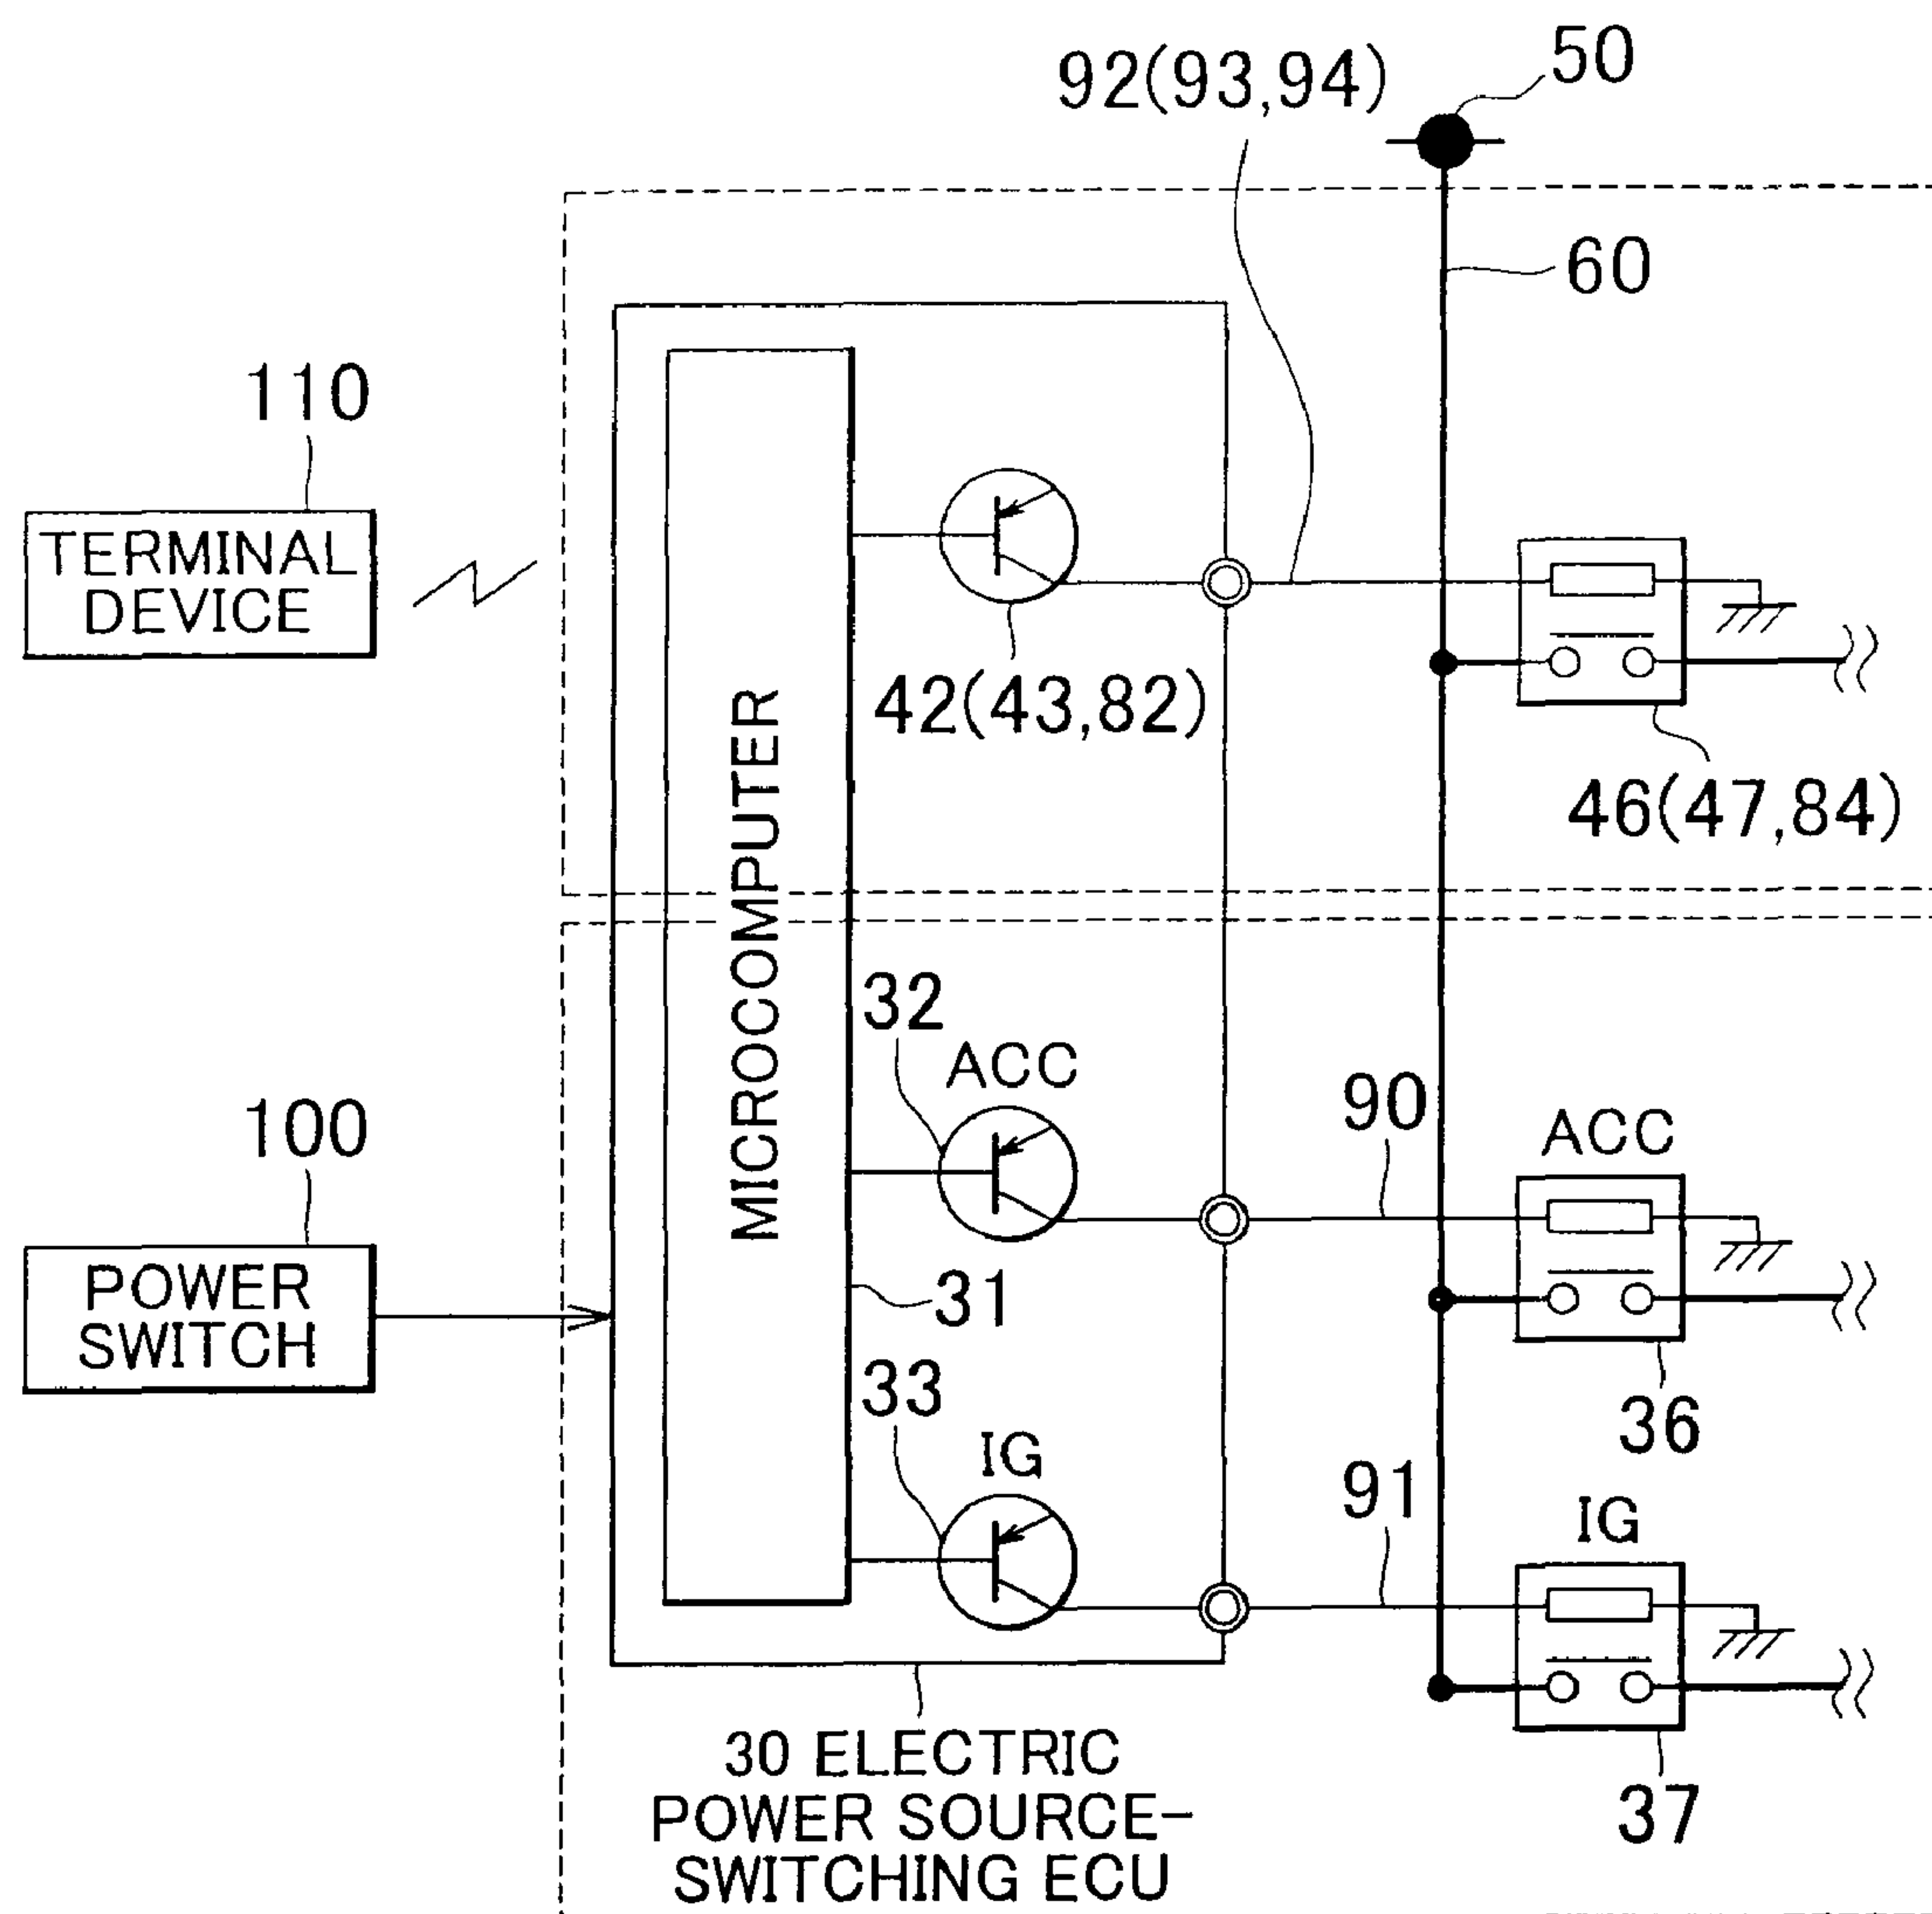 50
92(93,94)
60
110
TERMINAL
DEVICE
42(43,82)
46(47,84)
MICROCOMPUTER
32
ACC
90
ACC
100
POWER
SWITCH
31
36
33
IG
91
IG
37
30 ELECTRIC
POWER SOURCE-
SWITCHING ECU